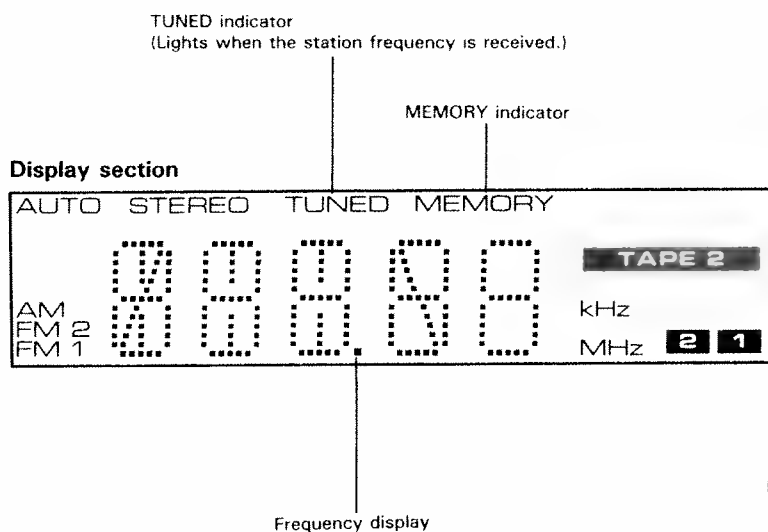 TUNED indicator
(Lights when the station frequency is received.)
MEMORY indicator
Display section
AUTO STEREO TUNED MEMORY
TAPE 2
AM
kHz
FM 2
FM 1
MHz 2 1
Frequency display